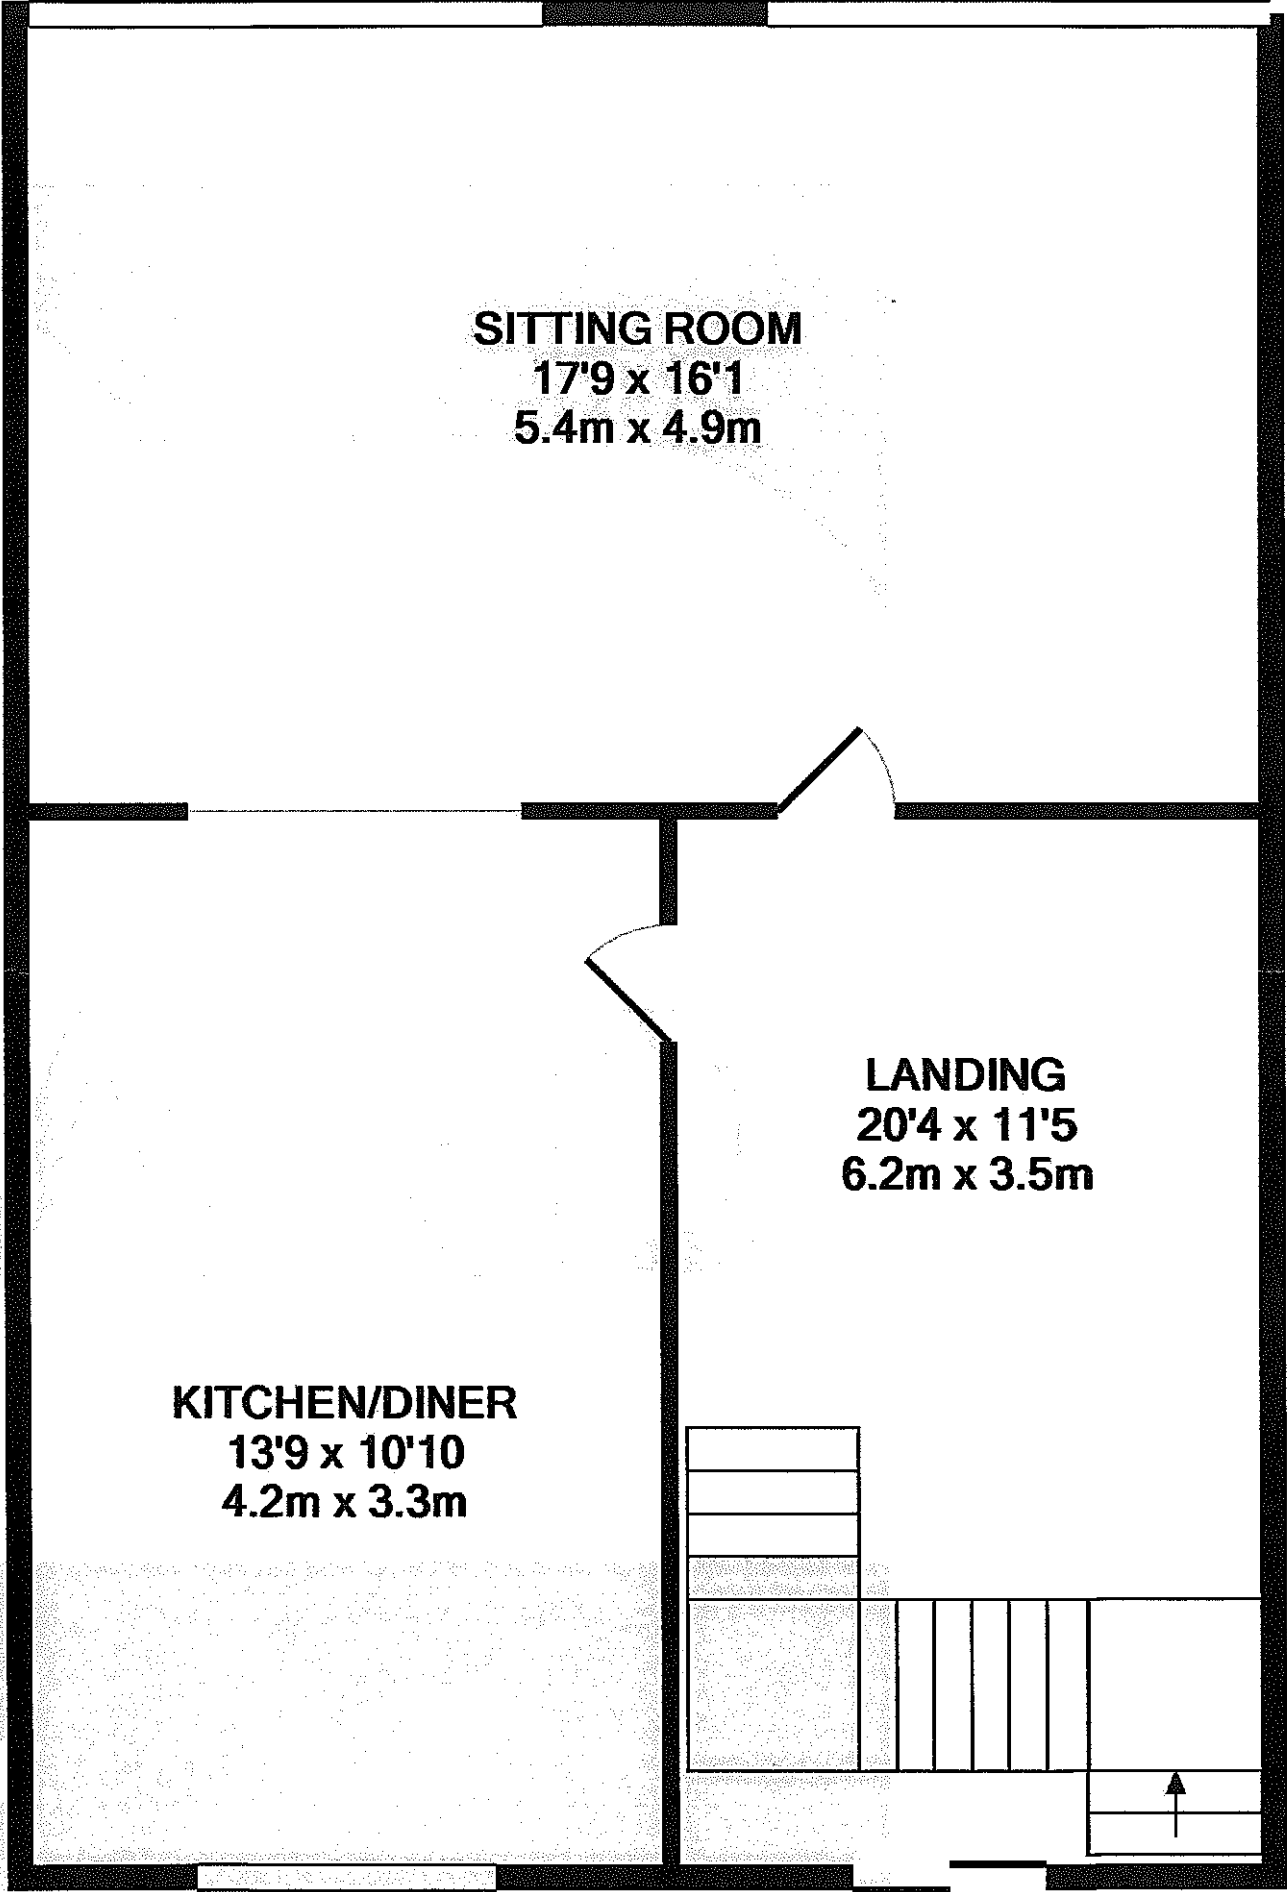 SITTING ROOM
17'9 x 16'1
5.4m x 4.9m
LANDING
20'4 x 11'5
6.2m x 3.5m
KITCHEN/DINER
13'9 x 10'10
4.2m x 3.3m